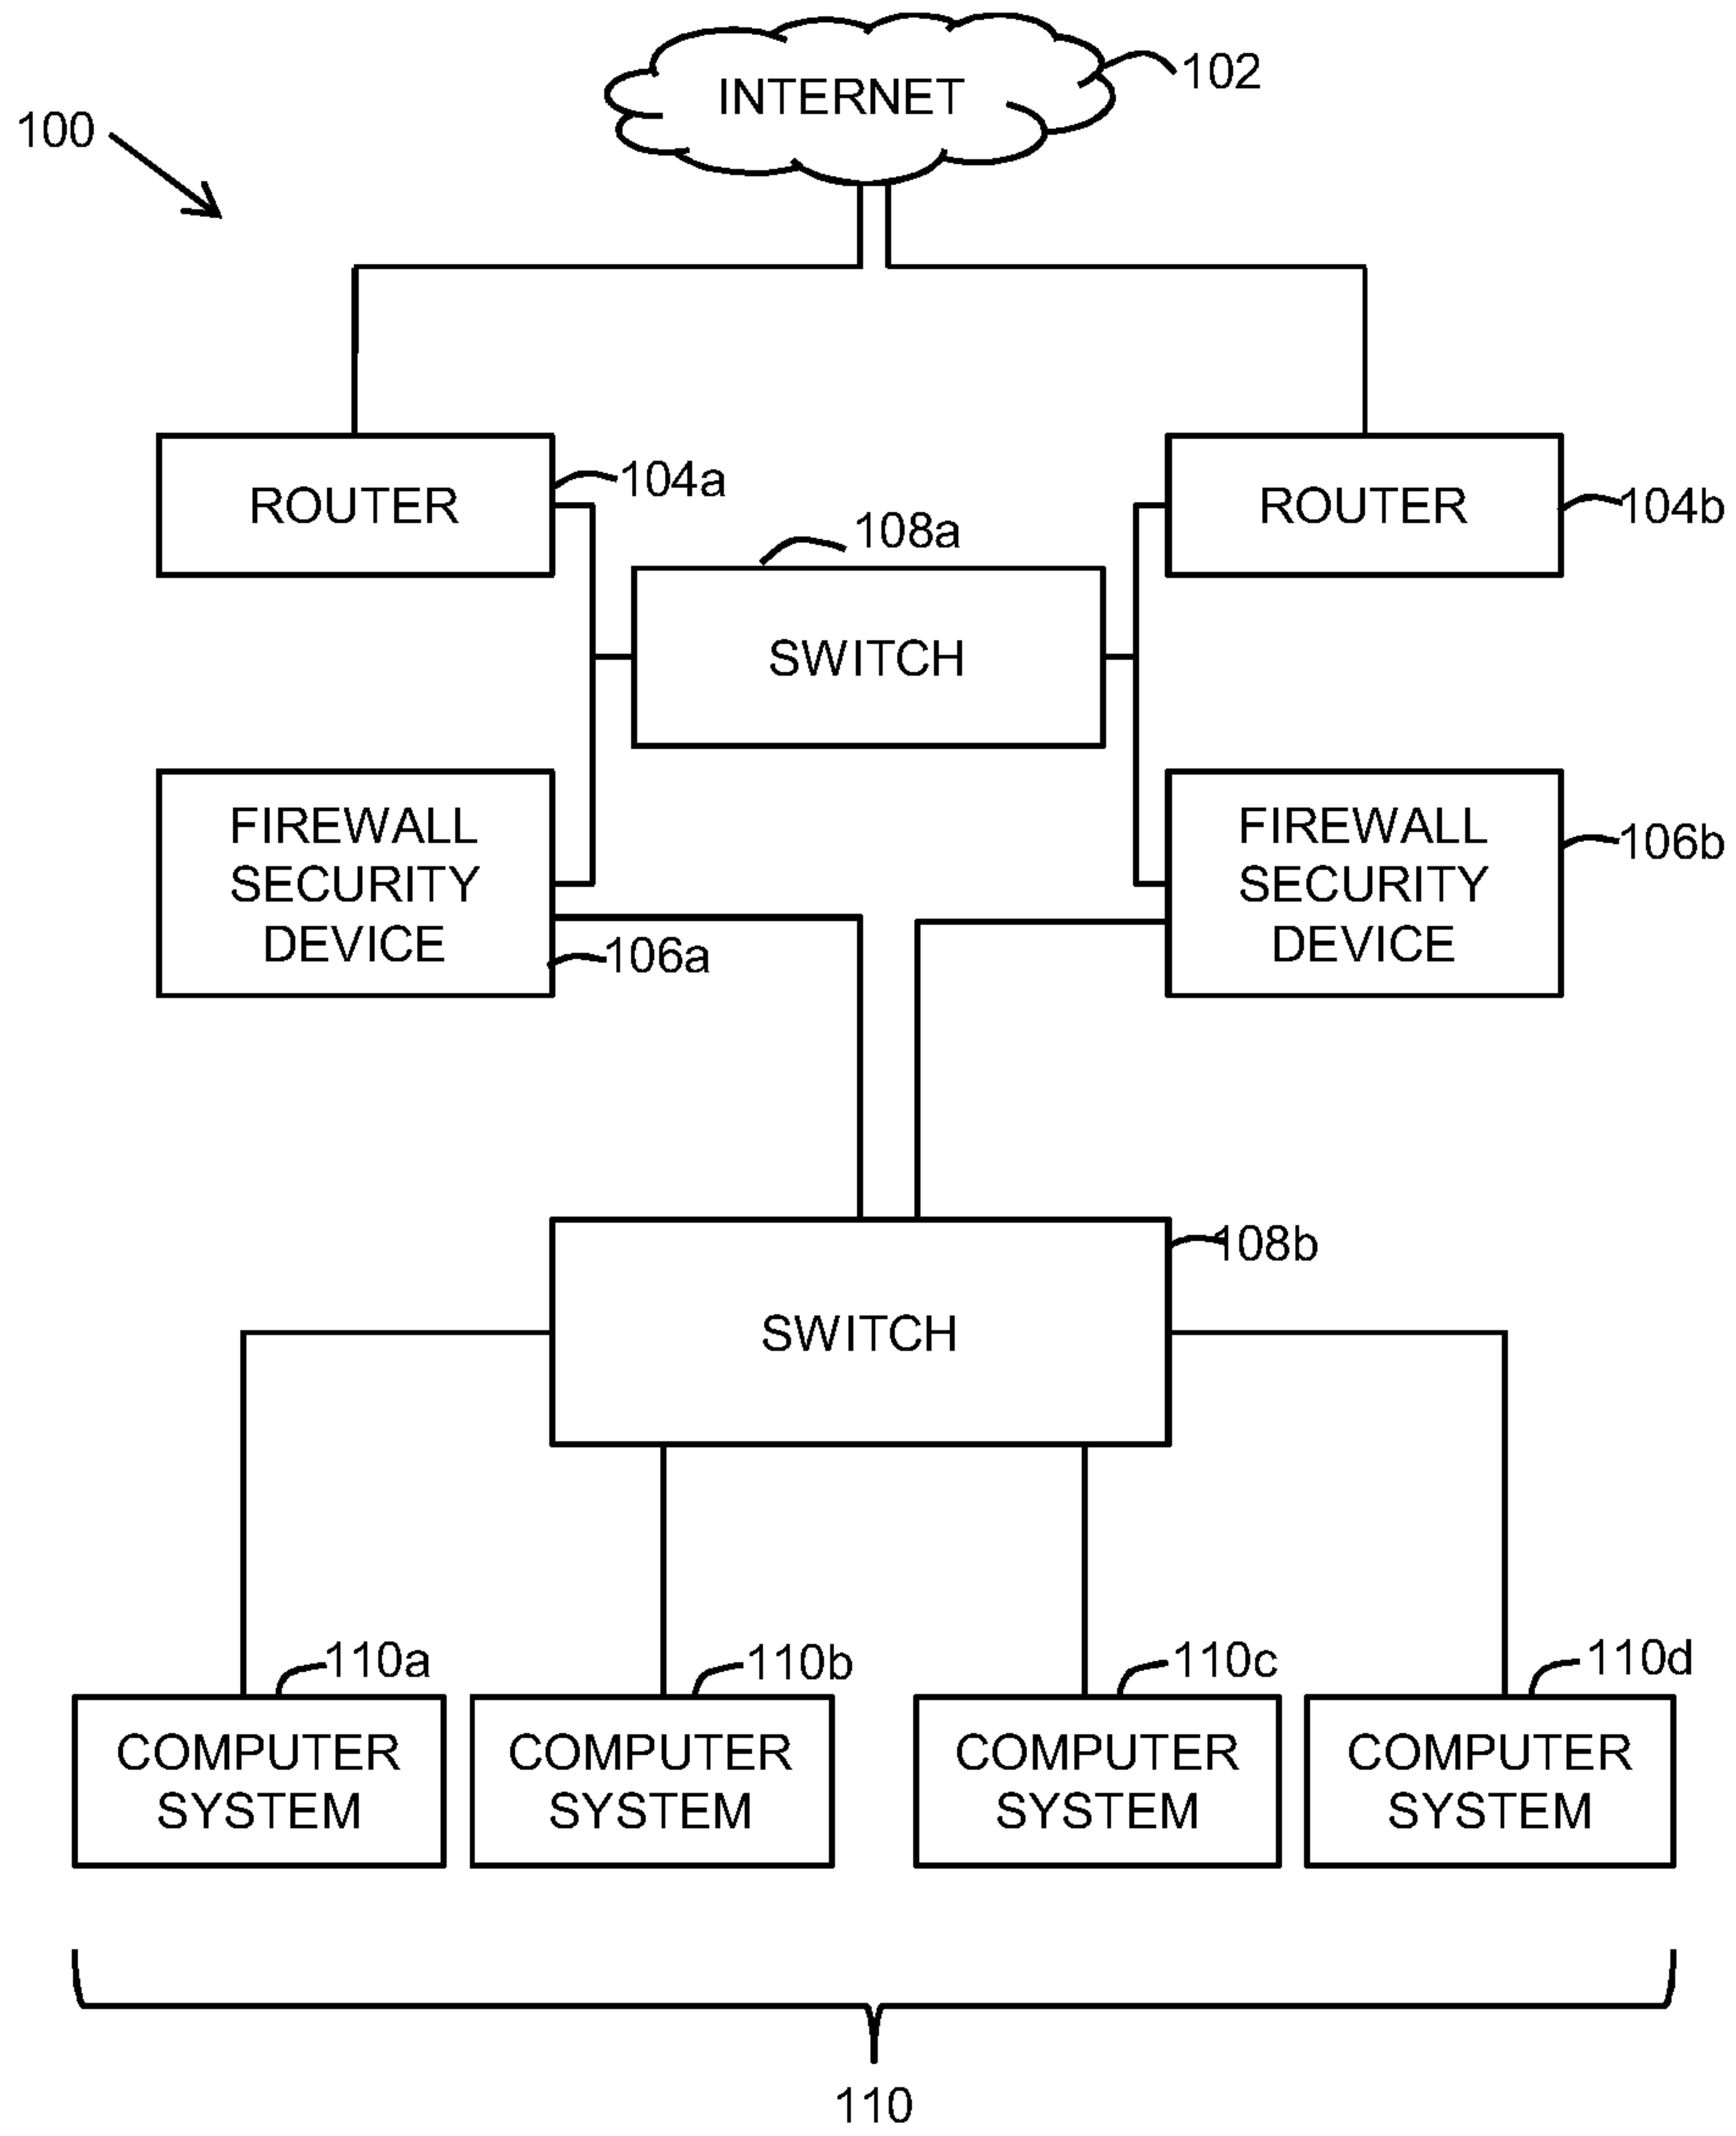 INTERNET
102
100
ROUTER
104a
ROUTER
104b
108a
SWITCH
FIREWALL
SECURITY
DEVICE
106a
FIREWALL
SECURITY
DEVICE
106b
108b
SWITCH
110a
110b
110c
110d
COMPUTER
SYSTEM
COMPUTER
SYSTEM
COMPUTER
SYSTEM
COMPUTER
SYSTEM
110